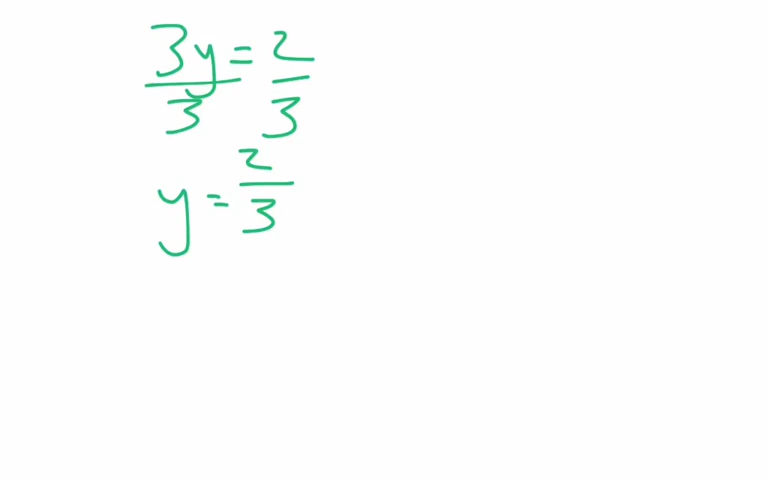 3y/3 = 2/3
y = 2/3